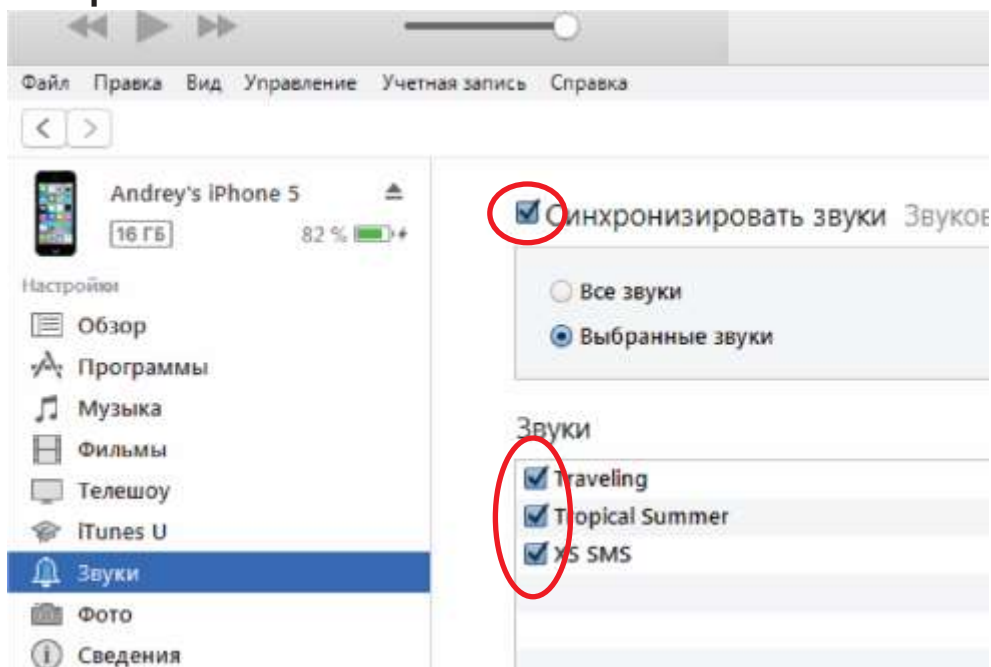 Файл Правка Вид Управление Учетная запись Справка
Andrey's iPhone 5
16 ГБ 82 %
Настройки
Обзор
Программы
Музыка
Фильмы
Телешоу
iTunes U
Звуки
Фото
Сведения
Синхронизировать звуки Звуков
Все звуки
Выбранные звуки
Звуки
Traveling
Tropical Summer
XS SMS